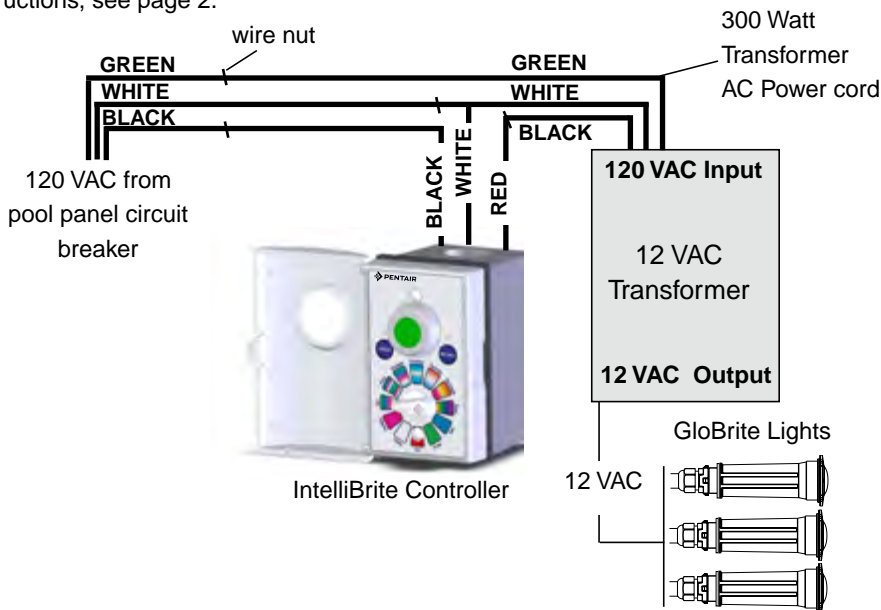 uctions, see page 2.
wire nut
300 Watt
Transformer
AC Power cord
GREEN
GREEN
WHITE
WHITE
BLACK
BLACK
BLACK
WHITE
RED
120 VAC from
pool panel circuit
breaker
120 VAC Input
12 VAC
Transformer
12 VAC Output
PENTAIR
IntelliBrite Controller
GloBrite Lights
12 VAC